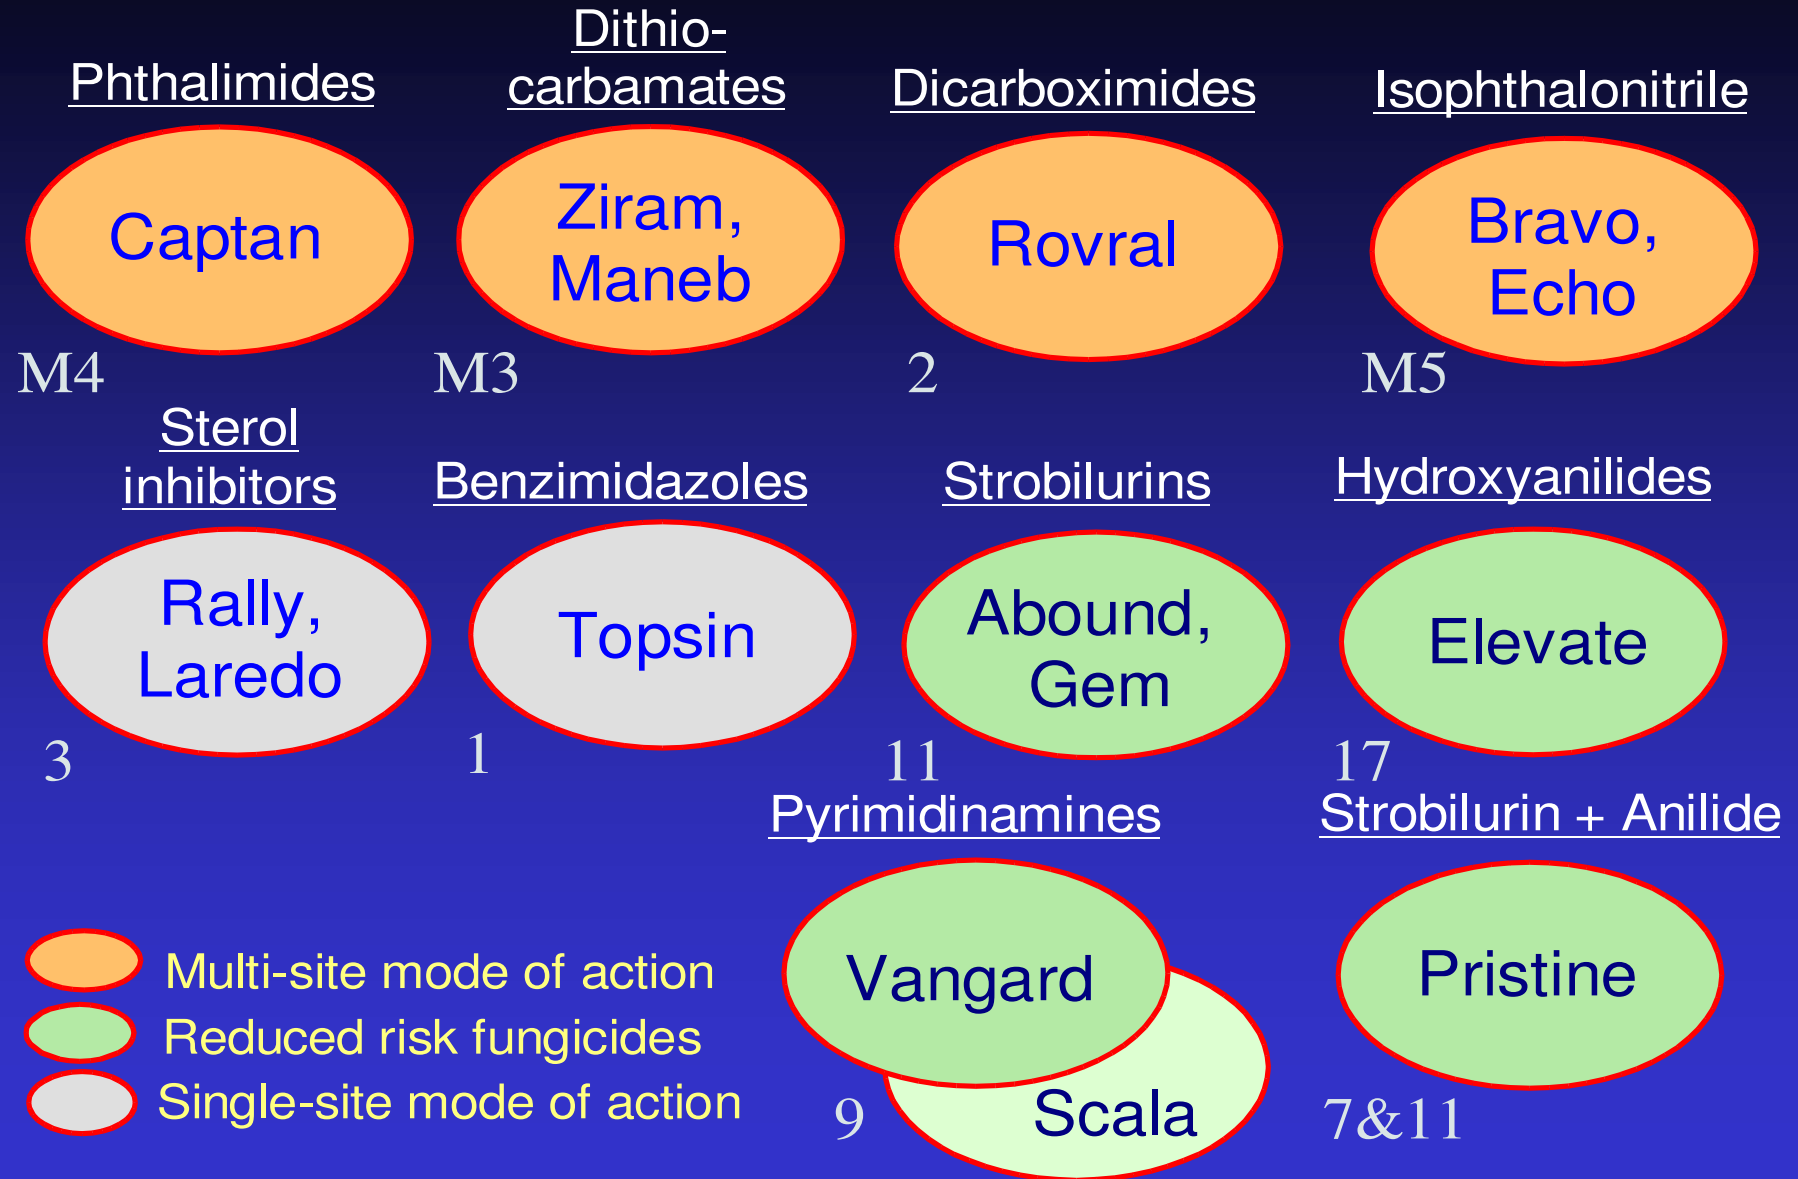 Phthalimides
Captan
M4
Dithio-
carbamates
Ziram,
Maneb
M3
Dicarboximides
Rovral
2
Isophthalonitrile
Bravo,
Echo
M5
Sterol
inhibitors
Rally,
Laredo
3
Benzimidazoles
Topsin
1
Strobilurins
Abound,
Gem
11
Hydroxyanilides
Elevate
17
Pyrimidinamines
Vangard
Scala
9
Strobilurin + Anilide
Pristine
7&11
Multi-site mode of action
Reduced risk fungicides
Single-site mode of action